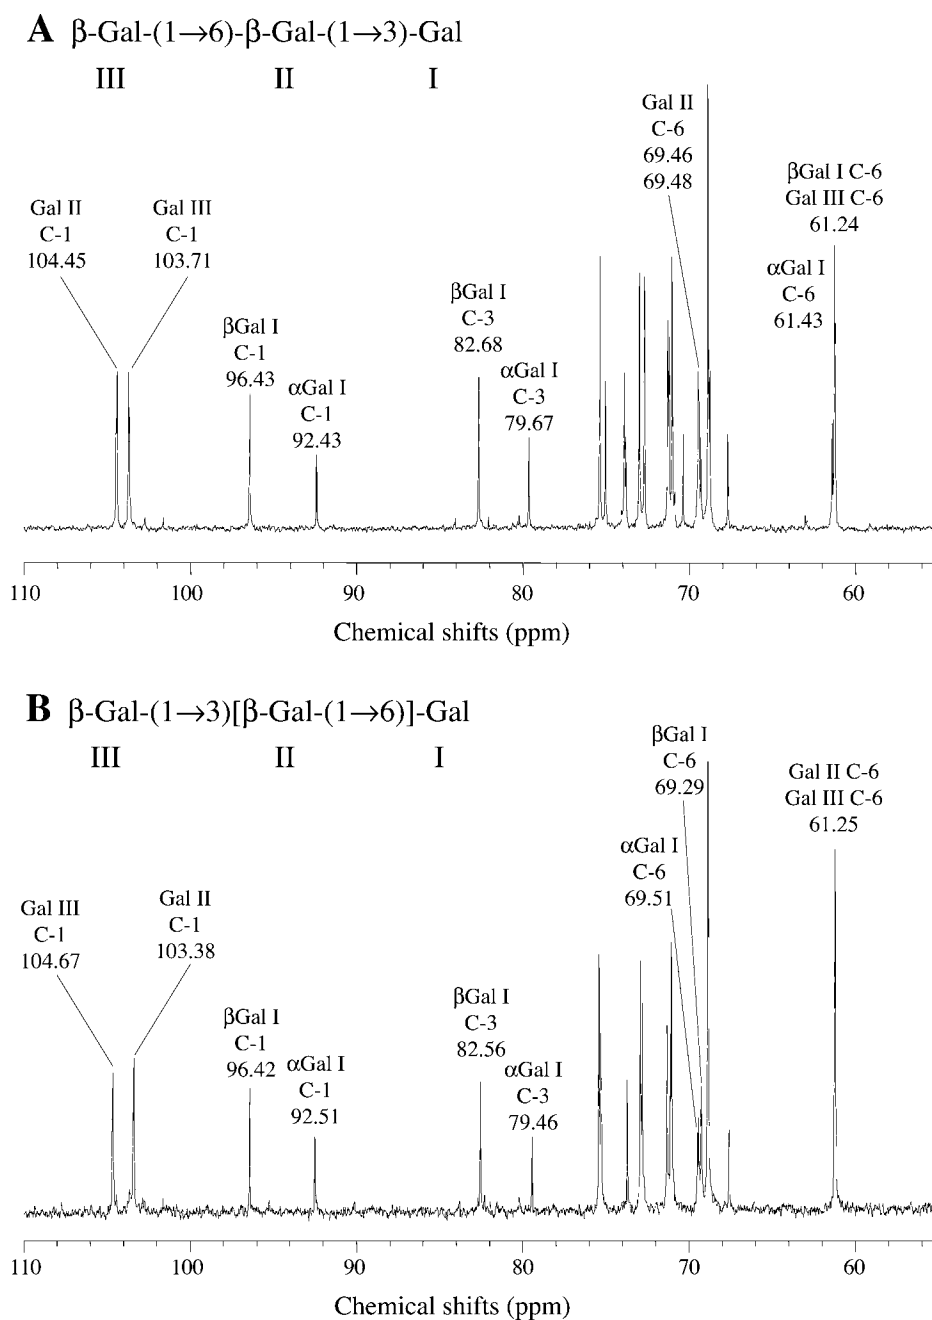 A β-Gal-(1→6)-β-Gal-(1→3)-Gal
III II I
Gal II
C-6
69.46
69.48
βGal I C-6
Gal III C-6
61.24
Gal II
C-1
104.45
Gal III
C-1
103.71
αGal I
C-6
61.43
βGal I
C-3
82.68
βGal I
C-1
96.43
αGal I
C-3
79.67
αGal I
C-1
92.43
110 100 90 80 70 60
Chemical shifts (ppm)
B β-Gal-(1→3)[β-Gal-(1→6)]-Gal
III II I
βGal I
C-6
69.29
Gal II C-6
Gal III C-6
61.25
αGal I
C-6
69.51
Gal III
C-1
104.67
Gal II
C-1
103.38
βGal I
C-1
96.42
βGal I
C-3
82.56
αGal I
C-1
92.51
αGal I
C-3
79.46
110 100 90 80 70 60
Chemical shifts (ppm)